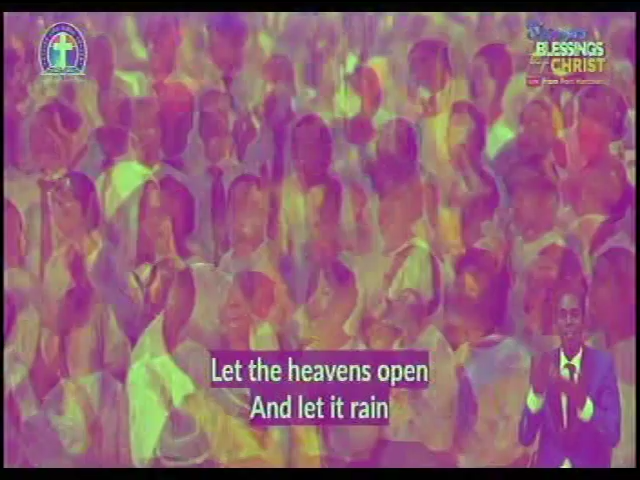 BLESSINGS
CHRIST
Let the heavens open
And let it rain